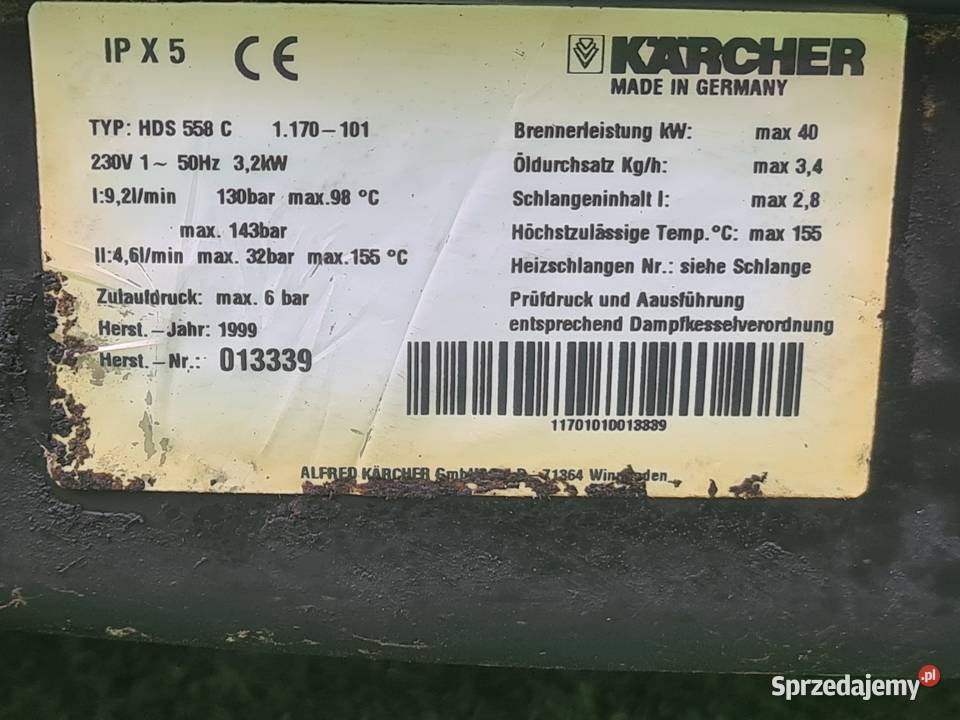 IP X 5 CE
KÄRCHER
MADE IN GERMANY
TYP: HDS 558 C 1.170-101
230V 1~ 50Hz 3,2kW
I:9,2l/min 130bar max.98 °C
max. 143bar
II:4,6l/min max. 32bar max.155 °C
Zulaufdruck: max. 6 bar
Herst.-Jahr: 1999
Herst.-Nr.: 013339
Brennerleistung kW: max 40
Öldurchsatz Kg/h: max 3,4
Schlangeninhalt l: max 2,8
Höchstzulässige Temp.°C: max 155
Heizschlangen Nr.: siehe Schlange
Prüfdruck und Aausführung
entsprechend Dampfkesselverordnung
11701010013339
ALFRED KÄRCHER 71364
Sprzedajemy.pl